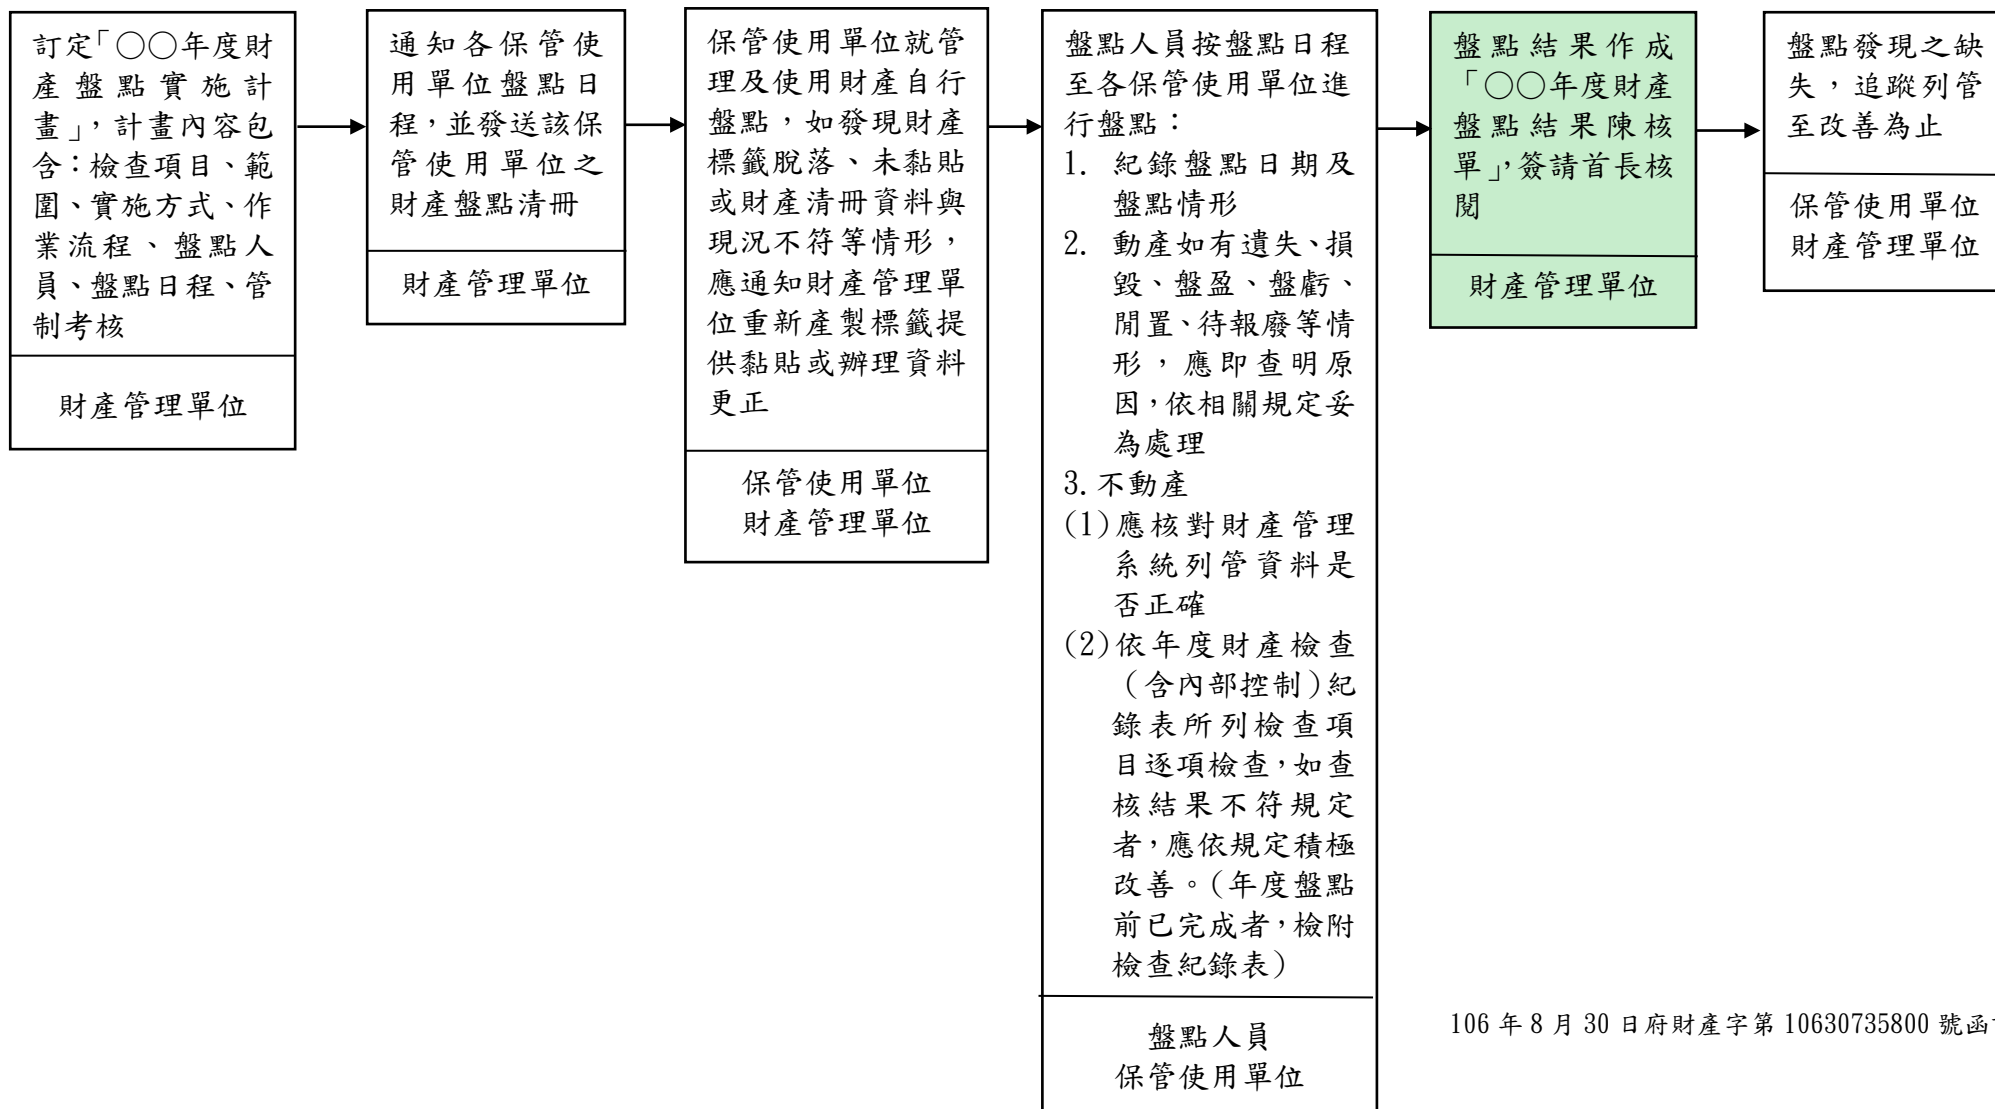 訂定「○○年度財
產盤點實施計
畫」，計畫內容包
含：檢查項目、範
圍、實施方式、作
業流程、盤點人
員、盤點日程、管
制考核
財產管理單位
通知各保管使
用單位盤點日
程，並發送該保
管使用單位之
財產盤點清冊
財產管理單位
保管使用單位就管
理及使用財產自行
盤點，如發現財產
標籤脫落、未黏貼
或財產清冊資料與
現況不符等情形，
應通知財產管理單
位重新產製標籤提
供黏貼或辦理資料
更正
保管使用單位
財產管理單位
盤點人員按盤點日程
至各保管使用單位進
行盤點：
1. 紀錄盤點日期及
盤點情形
2. 動產如有遺失、損
毀、盤盈、盤虧、
閒置、待報廢等情
形，應即查明原
因，依相關規定妥
為處理
3.不動產
(1)應核對財產管理
系統列管資料是
否正確
(2)依年度財產檢查
（含內部控制）紀
錄表所列檢查項
目逐項檢查，如查
核結果不符規定
者，應依規定積極
改善。（年度盤點
前已完成者，檢附
檢查紀錄表）
盤點人員
保管使用單位
盤點結果作成
「○○年度財產
盤點結果陳核
單」，簽請首長核
閱
財產管理單位
盤點發現之缺
失，追蹤列管
至改善為止
保管使用單位
財產管理單位
106 年 8 月 30 日府財產字第 10630735800 號函